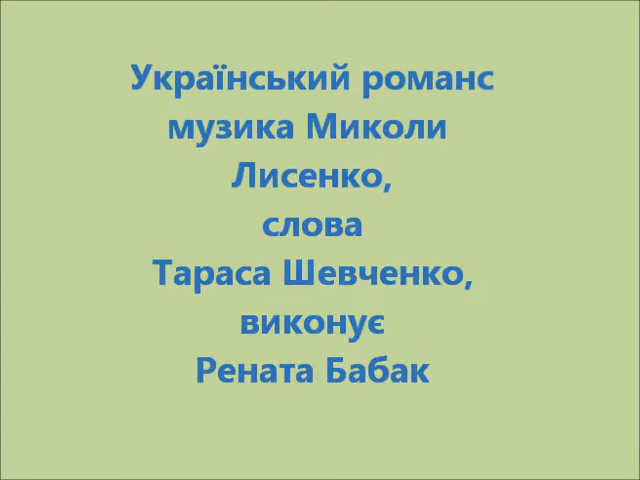 Український романс
музика Миколи
Лисенко,
слова
Тараса Шевченко,
виконує
Рената Бабак